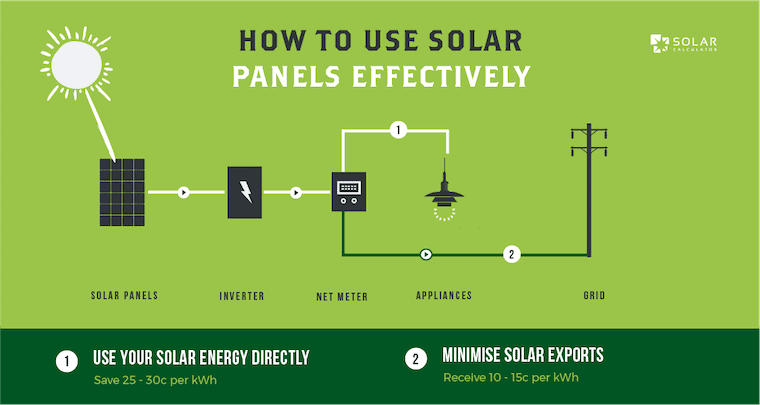 HOW TO USE SOLAR
PANELS EFFECTIVELY
SOLAR
CALCULATOR
1
2
SOLAR PANELS
INVERTER
NET METER
APPLIANCES
GRID
1
USE YOUR SOLAR ENERGY DIRECTLY
Save 25 - 30c per kWh
2
MINIMISE SOLAR EXPORTS
Receive 10 - 15c per kWh